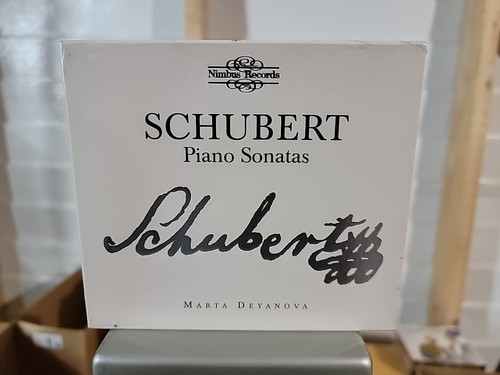 Nimbus Records
SCHUBERT
Piano Sonatas
Schubert
MARTA DEYANOVA